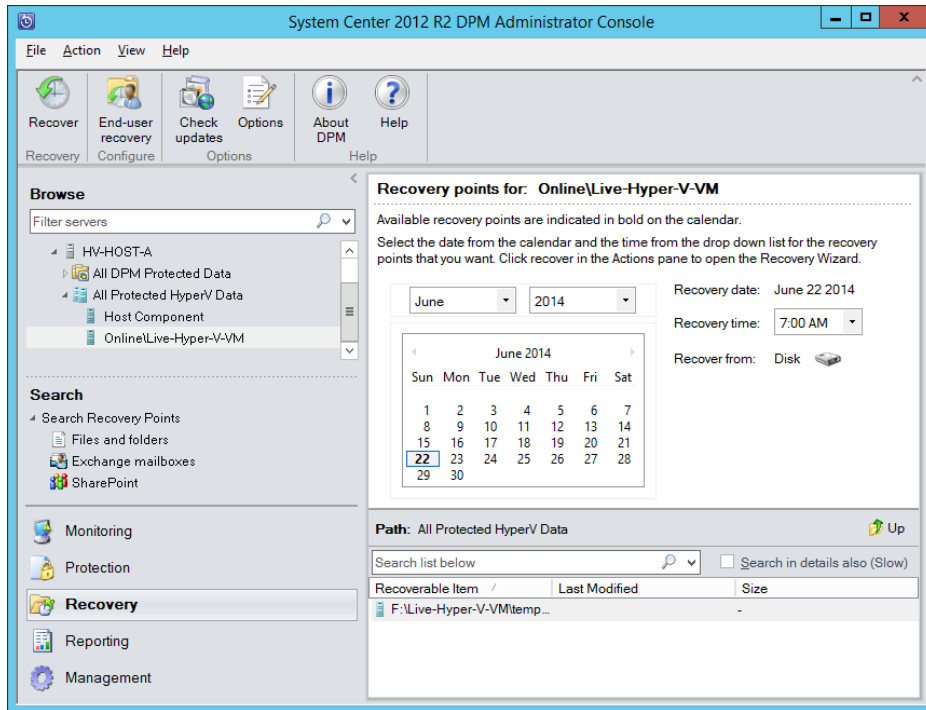 System Center 2012 R2 DPM Administrator Console
File Action View Help
Recover
End-user recovery
Check updates
Options
About DPM
Help
Recovery
Configure
Options
Help
Browse
Filter servers
HV-HOST-A
All DPM Protected Data
All Protected HyperV Data
Host Component
Online\Live-Hyper-V-VM
Search
Search Recovery Points
Files and folders
Exchange mailboxes
SharePoint
Monitoring
Protection
Recovery
Reporting
Management
Recovery points for: Online\Live-Hyper-V-VM
Available recovery points are indicated in bold on the calendar.
Select the date from the calendar and the time from the drop down list for the recovery
points that you want. Click recover in the Actions pane to open the Recovery Wizard.
June 2014
Recovery date: June 22 2014
Recovery time: 7:00 AM
Recover from: Disk
June 2014
Sun Mon Tue Wed Thu Fri Sat
1 2 3 4 5 6 7
8 9 10 11 12 13 14
15 16 17 18 19 20 21
22 23 24 25 26 27 28
29 30
Path: All Protected HyperV Data
Up
Search list below
Search in details also (Slow)
Recoverable Item / Last Modified Size
F:\Live-Hyper-V-VM\temp... -